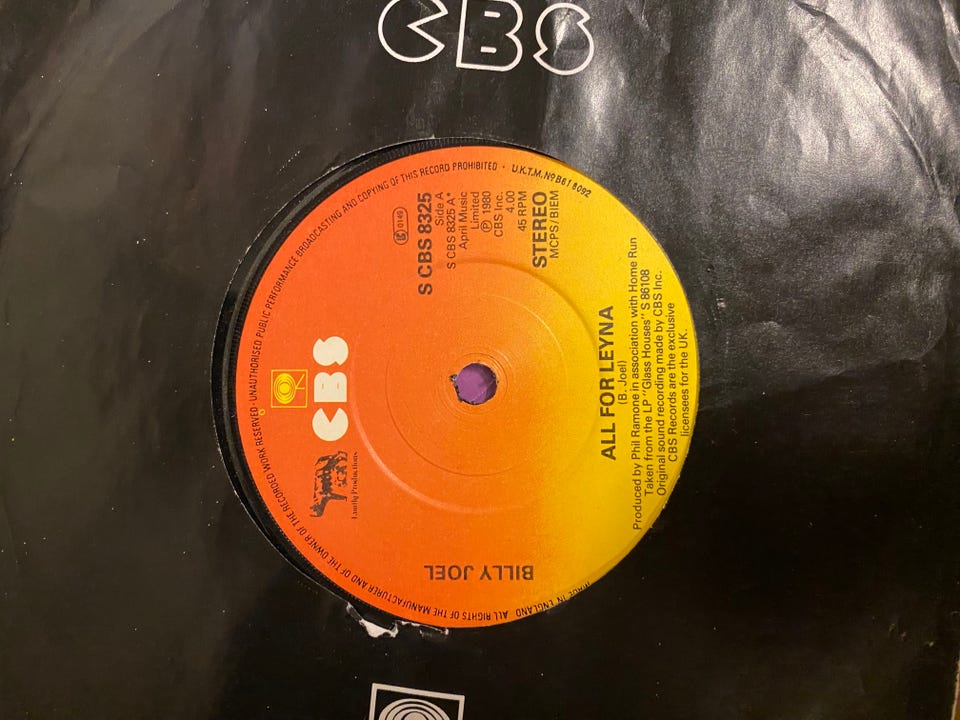 CBS
ALL RIGHTS OF THE MANUFACTURER AND OF THE OWNER OF THE RECORDED WORK RESERVED · UNAUTHORISED PUBLIC PERFORMANCE BROADCASTING AND COPYING OF THIS RECORD PROHIBITED · U.K.T.M. Nº B618092
CBS
Family Productions
0149
S CBS 8325
Side A
S CBS 8325 A*
April Music
Limited
℗ 1980
CBS Inc.
4.00
45 RPM
STEREO
MCPS/BIEM
BILLY JOEL
ALL FOR LEYNA
(B. Joel)
Produced by Phil Ramone in association with Home Run
Taken from the LP "Glass Houses" S 86108
Original sound recording made by CBS Inc.
CBS Records are the exclusive
licensees for the UK.
MADE IN ENGLAND